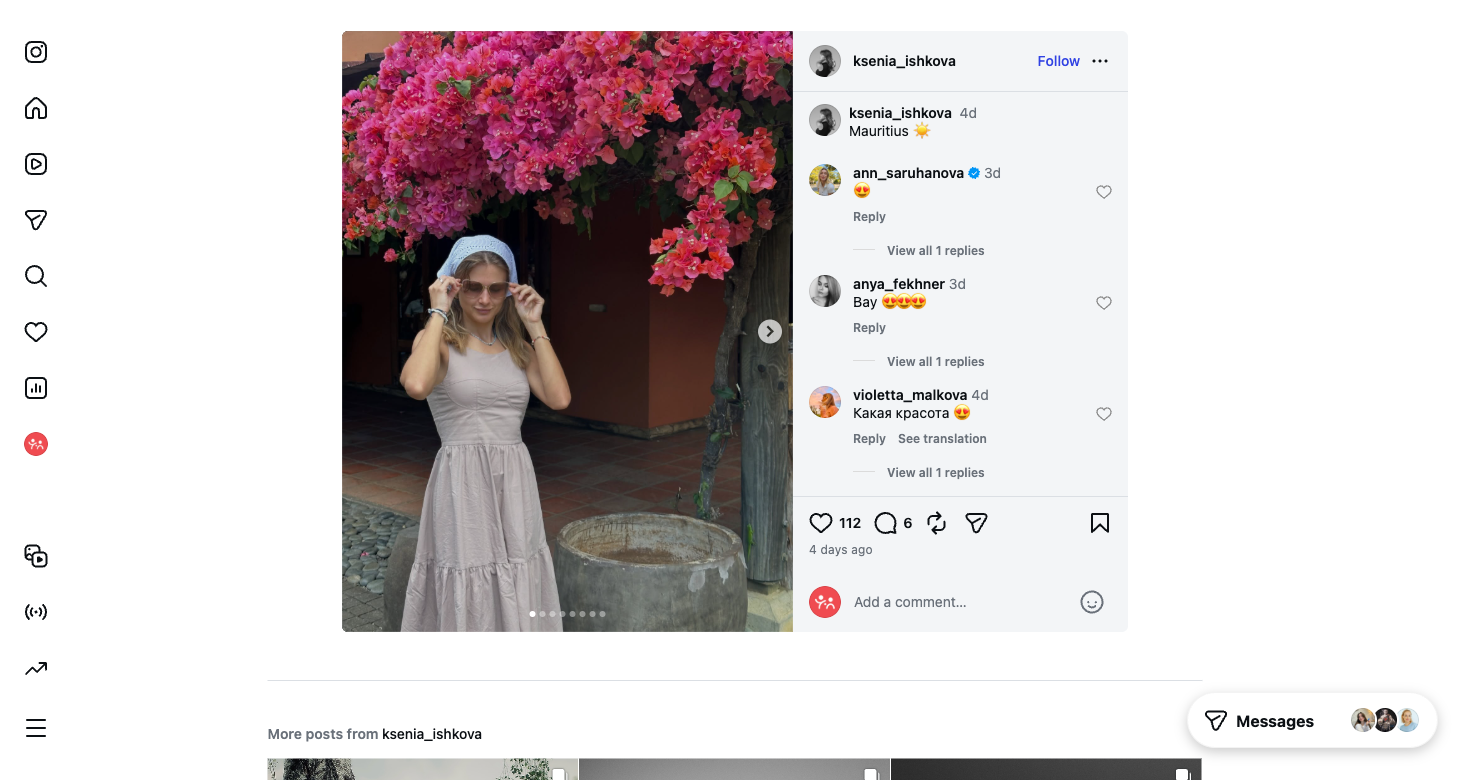 ksenia_ishkova
Follow
ksenia_ishkova 4d
Mauritius ☀️
ann_saruhanova 3d
😍
Reply
View all 1 replies
anya_fekhner 3d
Вау 😍😍😍
Reply
View all 1 replies
violetta_malkova 4d
Какая красота 😍
Reply See translation
View all 1 replies
112 6
4 days ago
Add a comment...
Messages
More posts from ksenia_ishkova